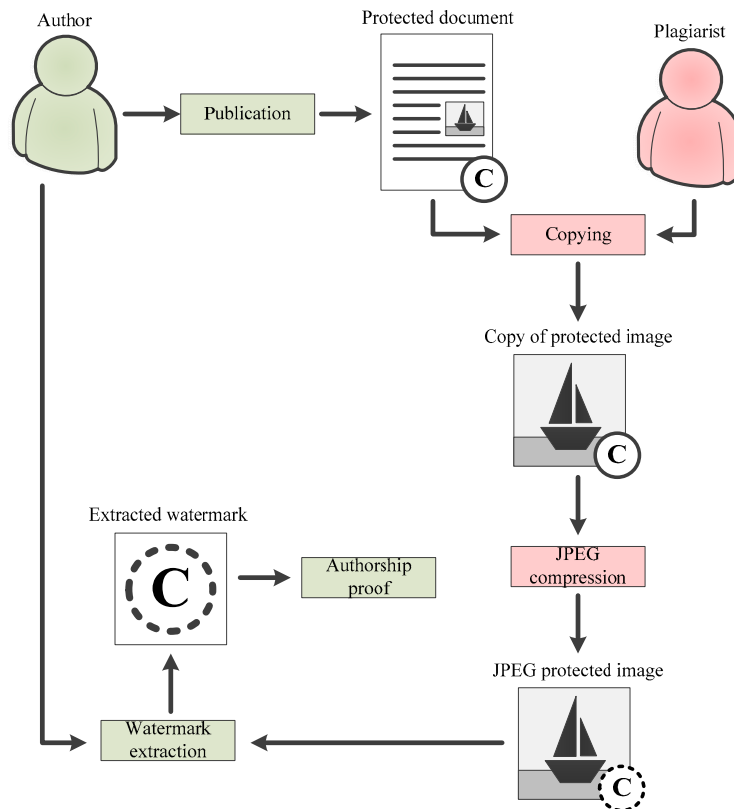 Author
Protected document
Plagiarist
Publication
C
Copying
Copy of protected image
C
Extracted watermark
C
Authorship
proof
JPEG
compression
JPEG protected image
Watermark
extraction
C